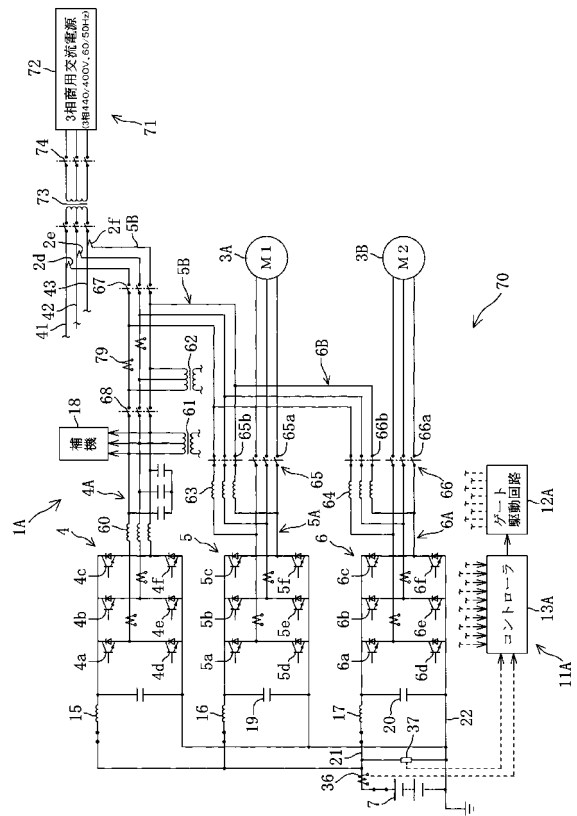 3相商用交流電源
(3相440/400V, 60/50Hz)
72
71
74
73
2f
2e
2d
5B
43
42
41
67
5B
3A
M1
3B
M2
70
79
62
6B
68
18
補機
61
65b
65a
66b
66a
1A
4A
60
63
65
64
66
5A
6A
4
4c
4f
4b
4e
4a
4d
5
5c
5f
5b
5e
5a
5d
6
6c
6f
6b
6e
6a
6d
ゲート
駆動回路
12A
コントローラ
13A
11A
15
16
19
17
20
22
21
37
36
7